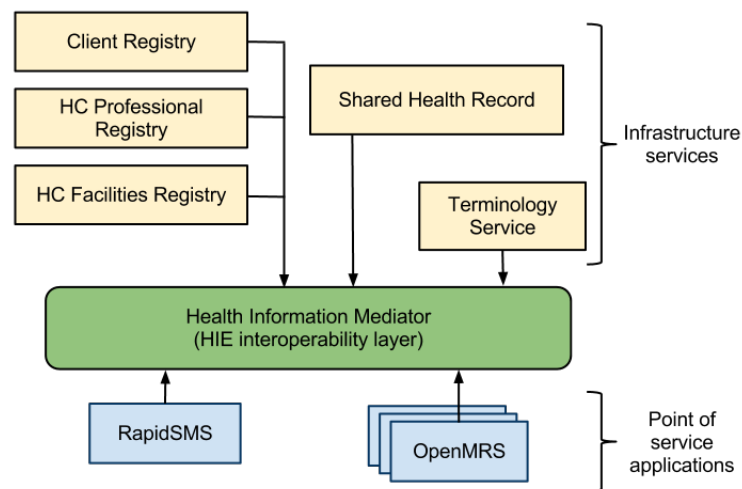 Client Registry
HC Professional
Registry
HC Facilities Registry
Shared Health Record
Terminology
Service
Infrastructure
services
Health Information Mediator
(HIE interoperability layer)
RapidSMS
OpenMRS
Point of
service
applications